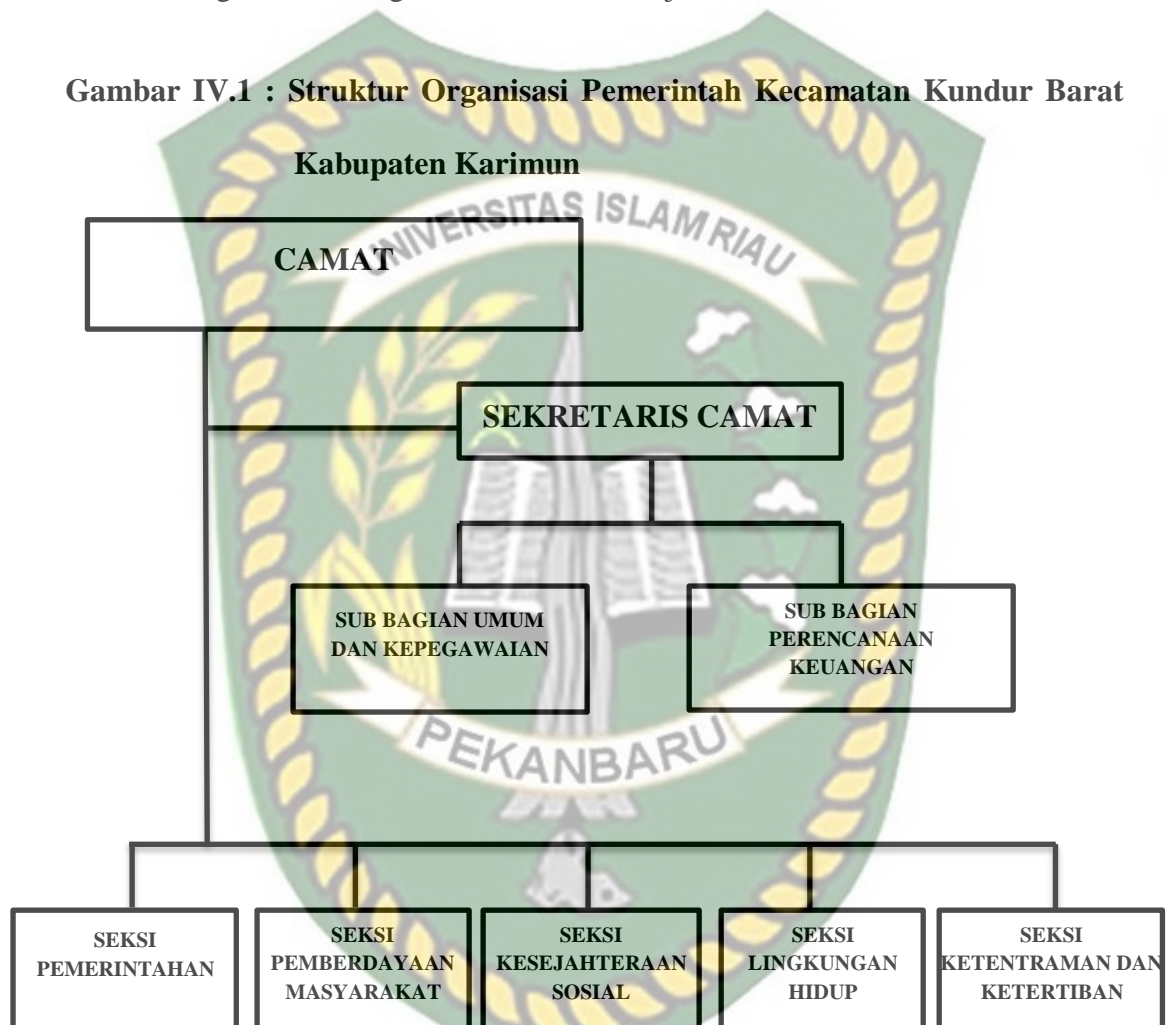 Gambar IV.1 : Struktur Organisasi Pemerintah Kecamatan Kundur Barat
Kabupaten Karimun
UNIVERSITAS ISLAM RIAU
CAMAT
SEKRETARIS CAMAT
SUB BAGIAN UMUM
DAN KEPEGAWAIAN
SUB BAGIAN
PERENCANAAN
KEUANGAN
PEKANBARU
SEKSI
PEMERINTAHAN
SEKSI
PEMBERDAYAAN
MASYARAKAT
SEKSI
KESEJAHTERAAN
SOSIAL
SEKSI
LINGKUNGAN
HIDUP
SEKSI
KETENTRAMAN DAN
KETERTIBAN